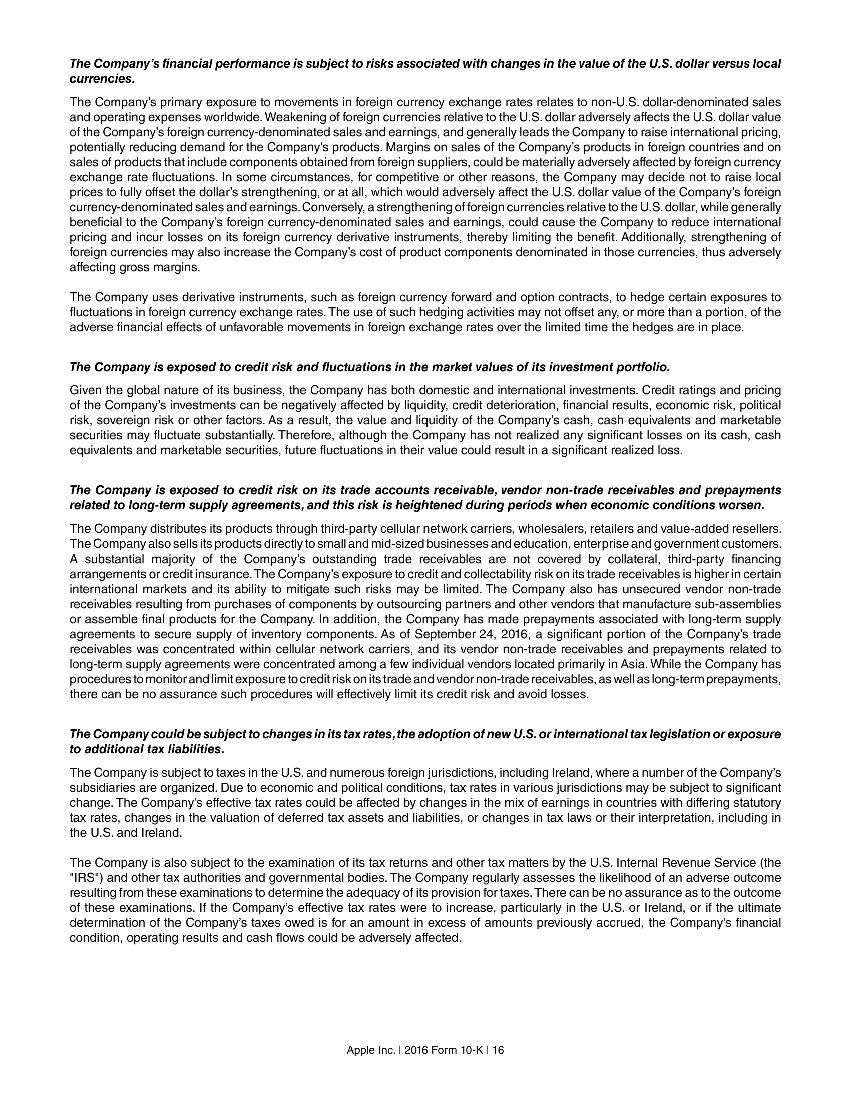 The Company's financial performance is subject to risks associated with changes in the value of the U.S. dollar versus local
currencies.
The Company's primary exposure to movements in foreign currency exchange rates relates to non-U.S. dollar-denominated sales
and operating expenses worldwide. Weakening of foreign currencies relative to the U.S. dollar adversely affects the U.S. dollar value
of the Company's foreign currency-denominated sales and earnings, and generally leads the Company to raise international pricing,
potentially reducing demand for the Company's products. Margins on sales of the Company's products in foreign countries and on
sales of products that include components obtained from foreign suppliers, could be materially adversely affected by foreign currency
exchange rate fluctuations. In some circumstances, for competitive or other reasons, the Company may decide not to raise local
prices to fully offset the dollar's strengthening, or at all, which would adversely affect the U.S. dollar value of the Company's foreign
currency-denominated sales and earnings. Conversely, a strengthening of foreign currencies relative to the U.S. dollar, while generally
beneficial to the Company's foreign currency-denominated sales and earnings, could cause the Company to reduce international
pricing and incur losses on its foreign currency derivative instruments, thereby limiting the benefit. Additionally, strengthening of
foreign currencies may also increase the Company's cost of product components denominated in those currencies, thus adversely
affecting gross margins.
The Company uses derivative instruments, such as foreign currency forward and option contracts, to hedge certain exposures to
fluctuations in foreign currency exchange rates. The use of such hedging activities may not offset any, or more than a portion, of the
adverse financial effects of unfavorable movements in foreign exchange rates over the limited time the hedges are in place.
The Company is exposed to credit risk and fluctuations in the market values of its investment portfolio.
Given the global nature of its business, the Company has both domestic and international investments. Credit ratings and pricing
of the Company's investments can be negatively affected by liquidity, credit deterioration, financial results, economic risk, political
risk, sovereign risk or other factors. As a result, the value and liquidity of the Company's cash, cash equivalents and marketable
securities may fluctuate substantially. Therefore, although the Company has not realized any significant losses on its cash, cash
equivalents and marketable securities, future fluctuations in their value could result in a significant realized loss.
The Company is exposed to credit risk on its trade accounts receivable, vendor non-trade receivables and prepayments
related to long-term supply agreements, and this risk is heightened during periods when economic conditions worsen.
The Company distributes its products through third-party cellular network carriers, wholesalers, retailers and value-added resellers.
The Company also sells its products directly to small and mid-sized businesses and education, enterprise and government customers.
A substantial majority of the Company's outstanding trade receivables are not covered by collateral, third-party financing
arrangements or credit insurance. The Company's exposure to credit and collectability risk on its trade receivables is higher in certain
international markets and its ability to mitigate such risks may be limited. The Company also has unsecured vendor non-trade
receivables resulting from purchases of components by outsourcing partners and other vendors that manufacture sub-assemblies
or assemble final products for the Company. In addition, the Company has made prepayments associated with long-term supply
agreements to secure supply of inventory components. As of September 24, 2016, a significant portion of the Company's trade
receivables was concentrated within cellular network carriers, and its vendor non-trade receivables and prepayments related to
long-term supply agreements were concentrated among a few individual vendors located primarily in Asia. While the Company has
procedures to monitor and limit exposure to credit risk on its trade and vendor non-trade receivables, as well as long-term prepayments,
there can be no assurance such procedures will effectively limit its credit risk and avoid losses.
The Company could be subject to changes in its tax rates, the adoption of new U.S. or international tax legislation or exposure
to additional tax liabilities.
The Company is subject to taxes in the U.S. and numerous foreign jurisdictions, including Ireland, where a number of the Company's
subsidiaries are organized. Due to economic and political conditions, tax rates in various jurisdictions may be subject to significant
change. The Company's effective tax rates could be affected by changes in the mix of earnings in countries with differing statutory
tax rates, changes in the valuation of deferred tax assets and liabilities, or changes in tax laws or their interpretation, including in
the U.S. and Ireland.
The Company is also subject to the examination of its tax returns and other tax matters by the U.S. Internal Revenue Service (the
"IRS") and other tax authorities and governmental bodies. The Company regularly assesses the likelihood of an adverse outcome
resulting from these examinations to determine the adequacy of its provision for taxes. There can be no assurance as to the outcome
of these examinations. If the Company's effective tax rates were to increase, particularly in the U.S. or Ireland, or if the ultimate
determination of the Company's taxes owed is for an amount in excess of amounts previously accrued, the Company's financial
condition, operating results and cash flows could be adversely affected.
Apple Inc. | 2016 Form 10-K | 16